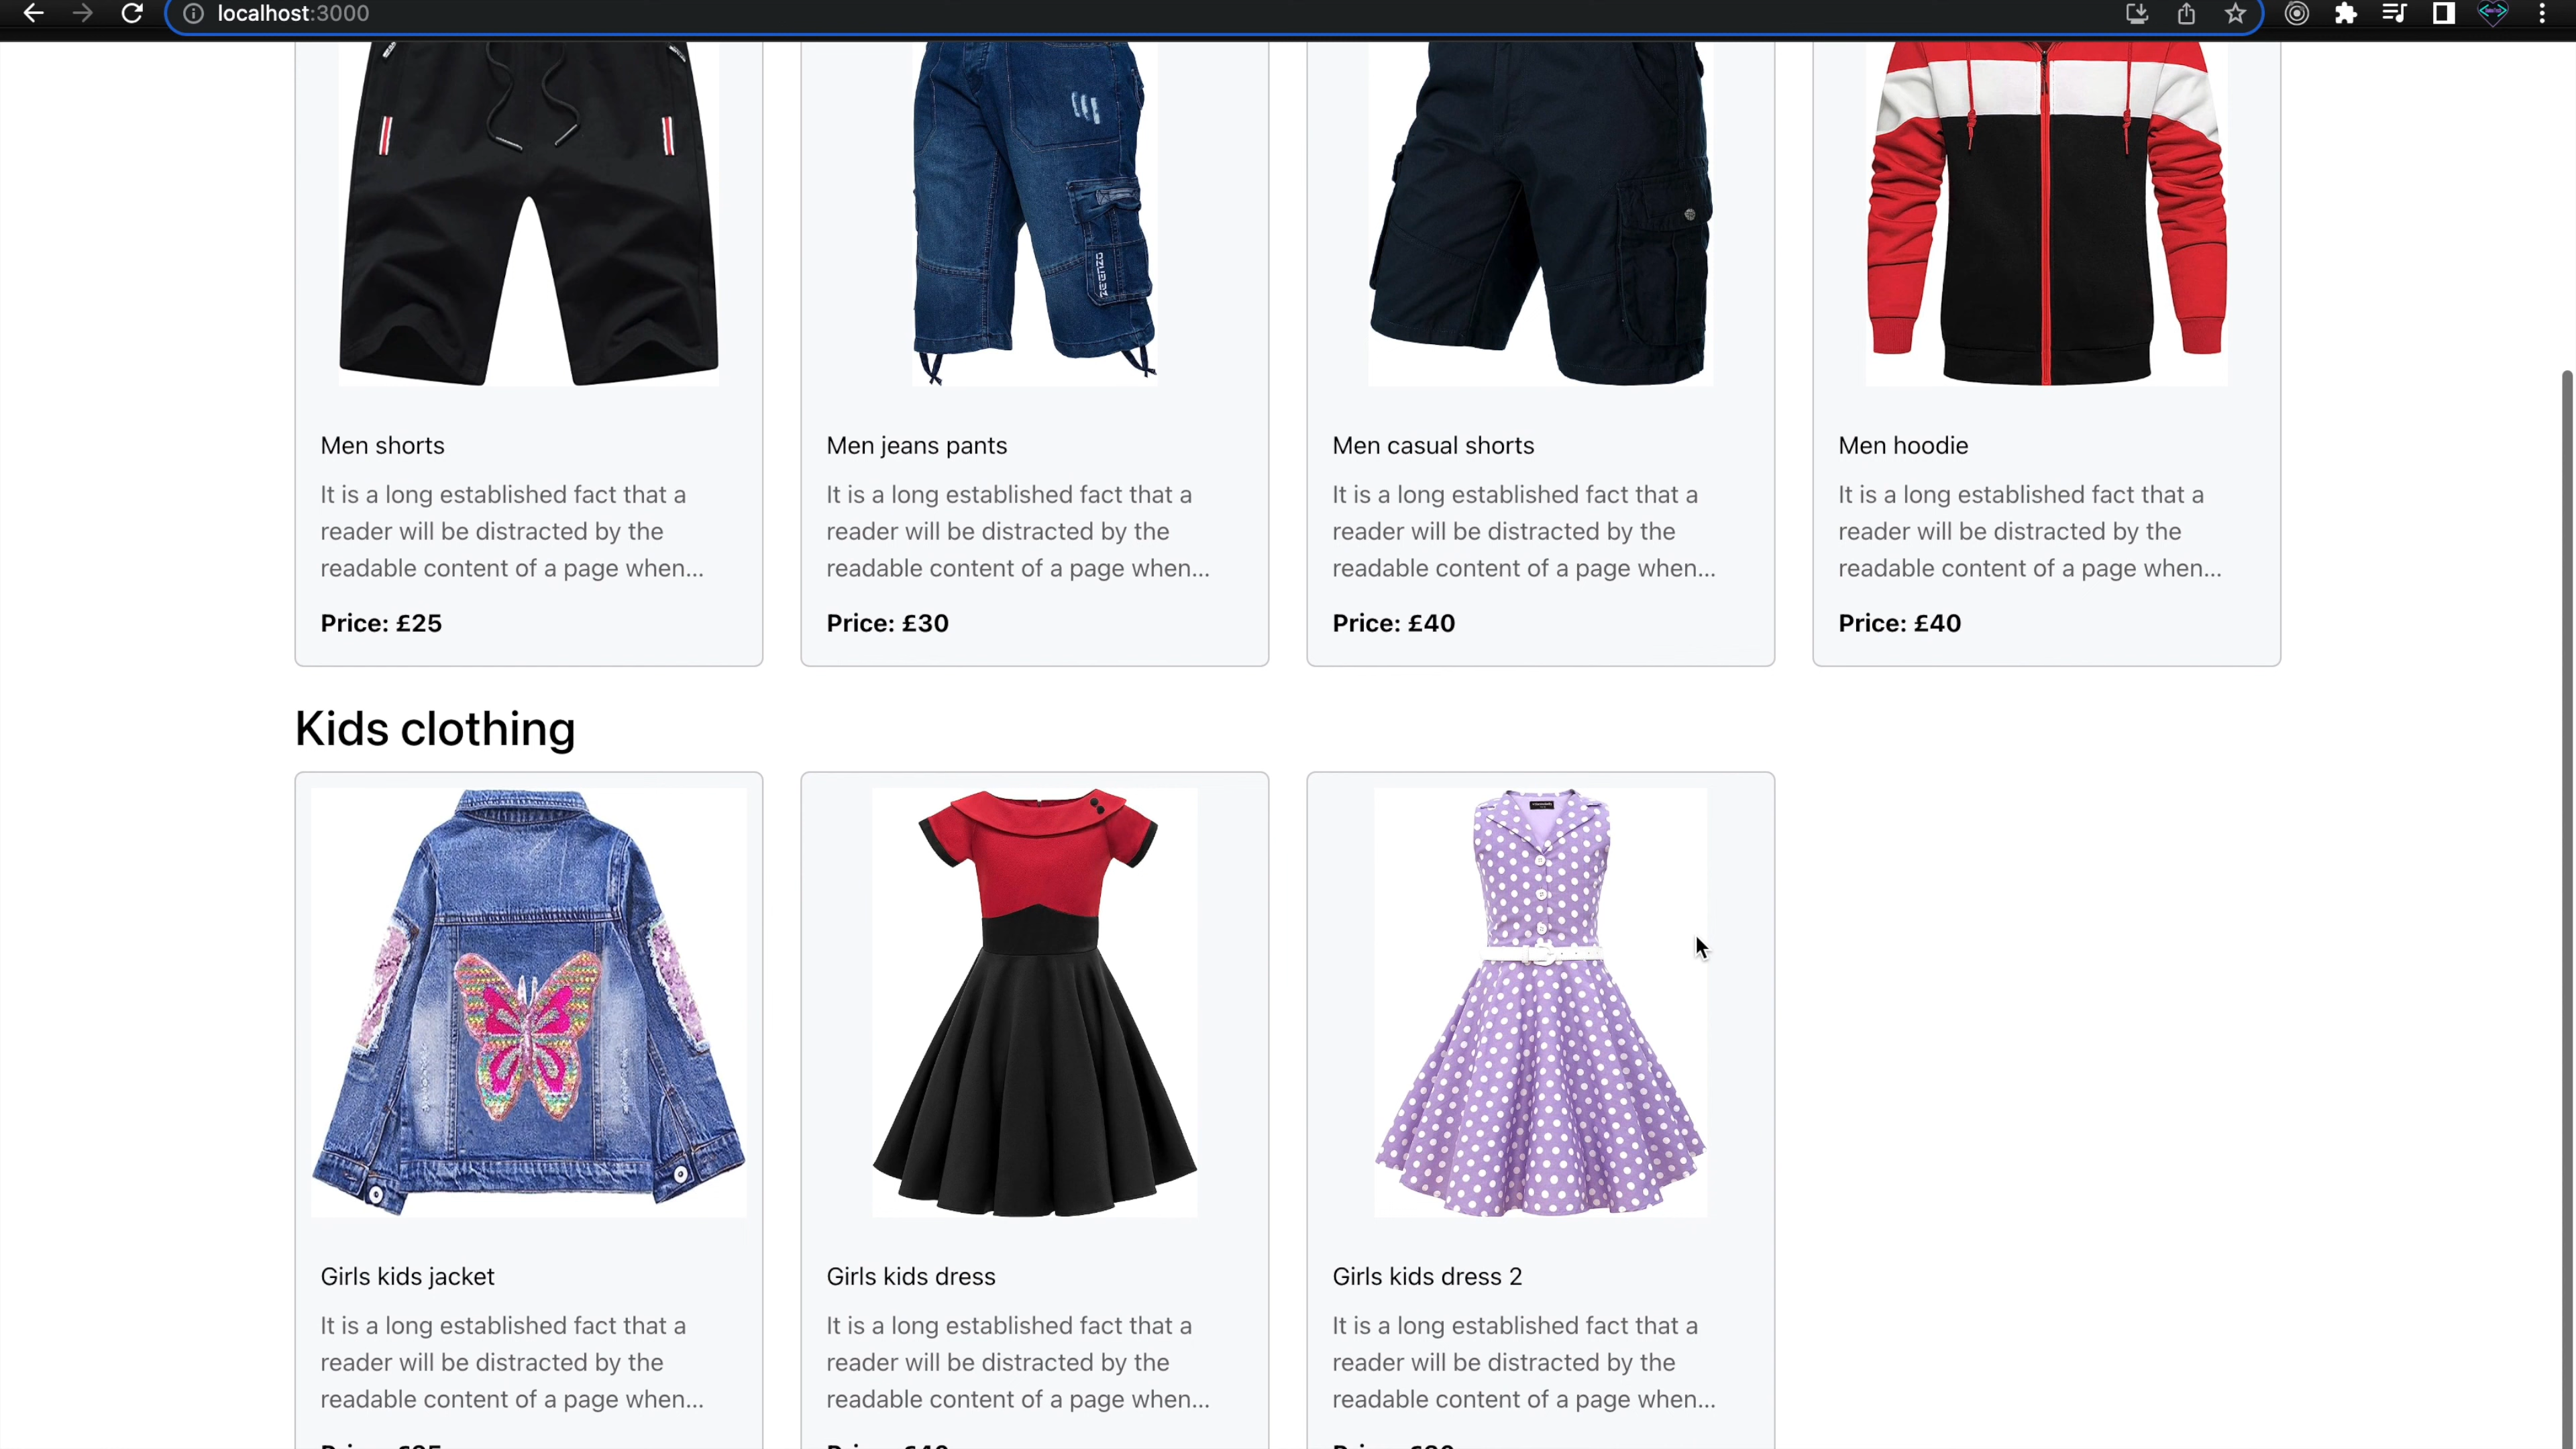 localhost:3000
Men shorts
It is a long established fact that a
reader will be distracted by the
readable content of a page when...
Price: £25
Men jeans pants
It is a long established fact that a
reader will be distracted by the
readable content of a page when...
Price: £30
Men casual shorts
It is a long established fact that a
reader will be distracted by the
readable content of a page when...
Price: £40
Men hoodie
It is a long established fact that a
reader will be distracted by the
readable content of a page when...
Price: £40
Kids clothing
Girls kids jacket
It is a long established fact that a
reader will be distracted by the
readable content of a page when...
Girls kids dress
It is a long established fact that a
reader will be distracted by the
readable content of a page when...
Girls kids dress 2
It is a long established fact that a
reader will be distracted by the
readable content of a page when...